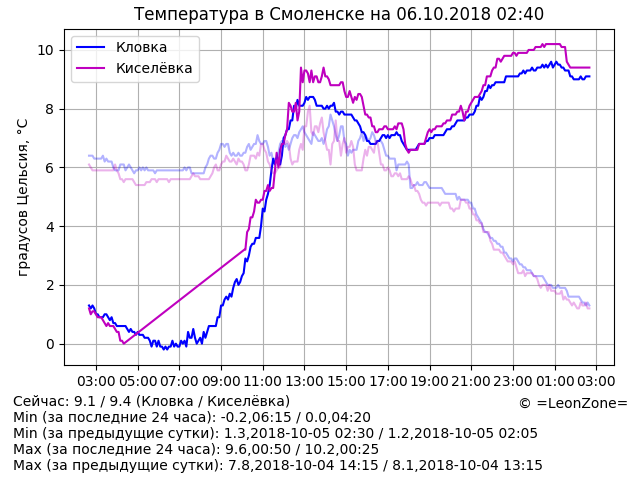 Температура в Смоленске на 06.10.2018 02:40
градусов Цельсия, °C
10
8
6
4
2
0
Кловка
Киселёвка
03:00 05:00 07:00 09:00 11:00 13:00 15:00 17:00 19:00 21:00 23:00 01:00 03:00
Сейчас: 9.1 / 9.4 (Кловка / Киселёвка)
© =LeonZone=
Min (за последние 24 часа): -0.2,06:15 / 0.0,04:20
Min (за предыдущие сутки): 1.3,2018-10-05 02:30 / 1.2,2018-10-05 02:05
Max (за последние 24 часа): 9.6,00:50 / 10.2,00:25
Max (за предыдущие сутки): 7.8,2018-10-04 14:15 / 8.1,2018-10-04 13:15